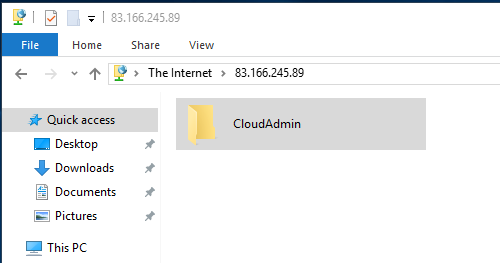 83.166.245.89
File Home Share View
The Internet 83.166.245.89
Quick access
CloudAdmin
Desktop
Downloads
Documents
Pictures
This PC